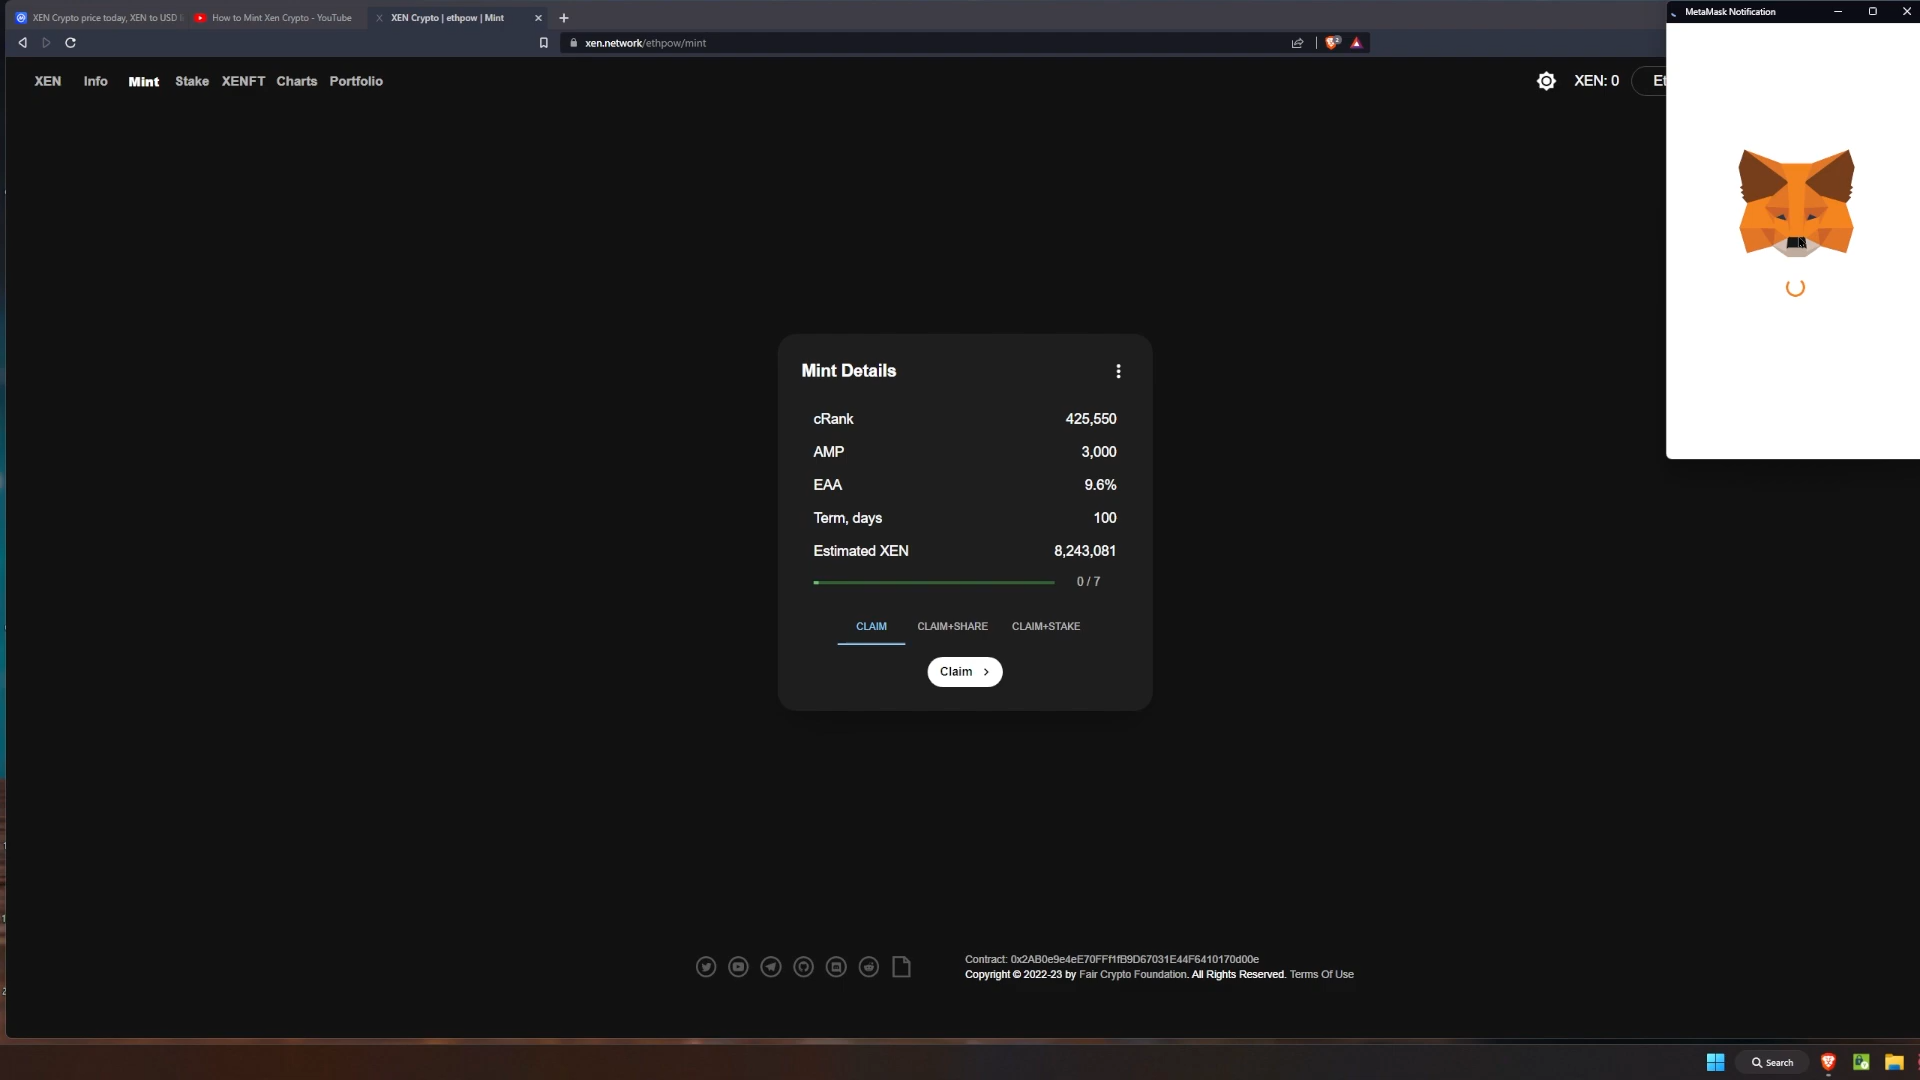 XEN Crypto price today, XEN to USD li
How to Mint Xen Crypto - YouTube
XEN Crypto | ethpow | Mint
MetaMask Notification
xen.network/ethpow/mint
2
XEN Info Mint Stake XENFT Charts Portfolio
XEN: 0
Et
Mint Details
cRank 425,550
AMP 3,000
EAA 9.6%
Term, days 100
Estimated XEN 8,243,081
0 / 7
CLAIM CLAIM+SHARE CLAIM+STAKE
Claim
Contract: 0x2AB0e9e4eE70FFf1fB9D67031E44F6410170d00e
Copyright © 2022-23 by Fair Crypto Foundation. All Rights Reserved. Terms Of Use
Search